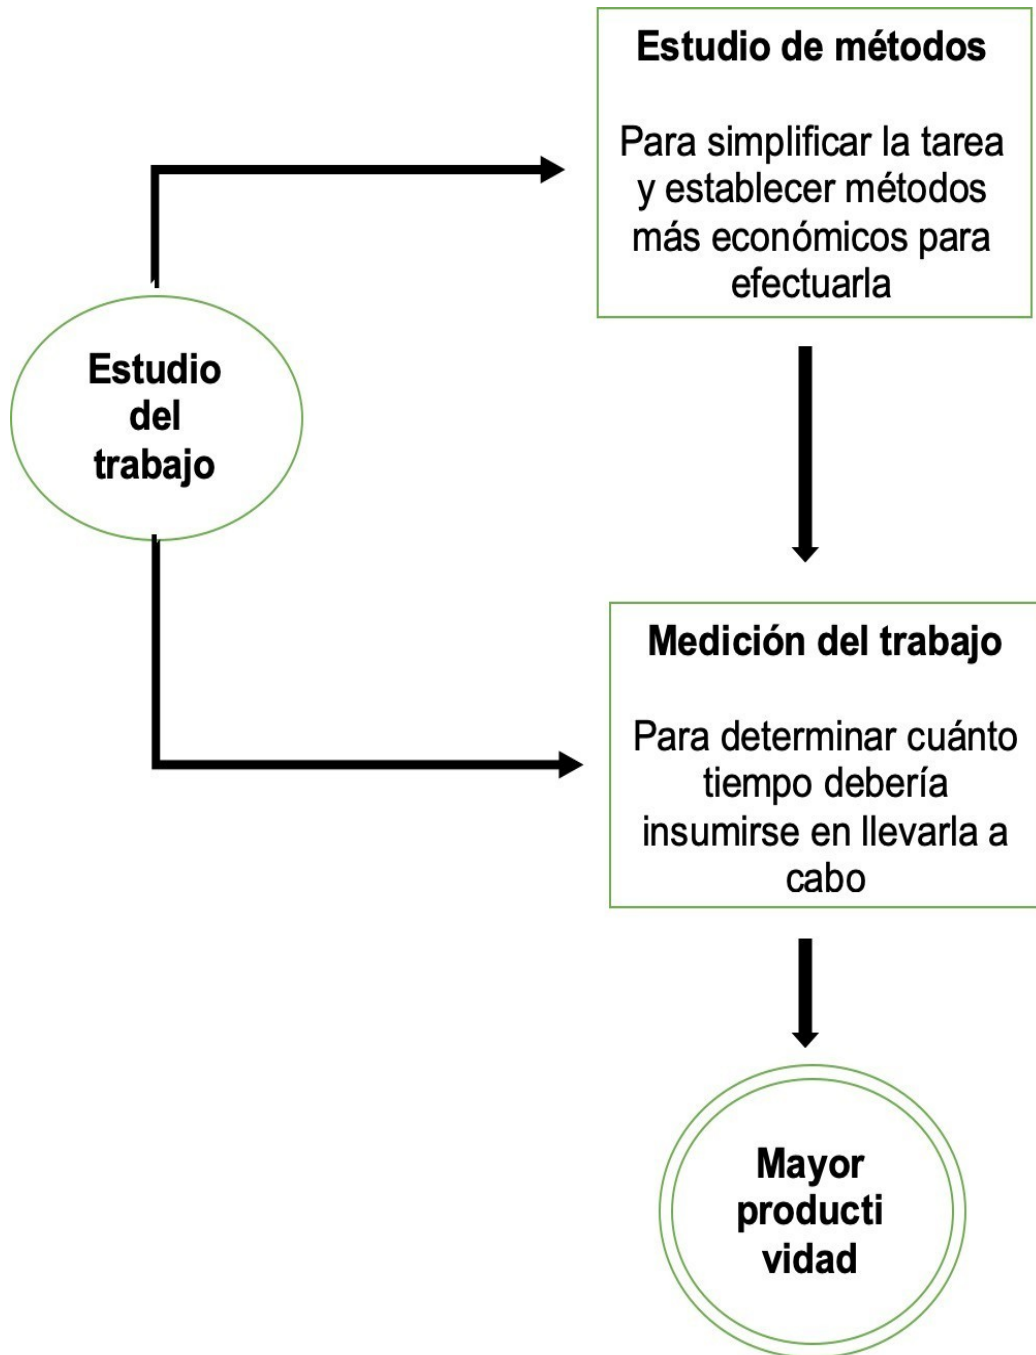 Estudio de métodos
Para simplificar la tarea
y establecer métodos
más económicos para
efectuarla
Estudio
del
trabajo
Medición del trabajo
Para determinar cuánto
tiempo debería
insumirse en llevarla a
cabo
Mayor
producti
vidad